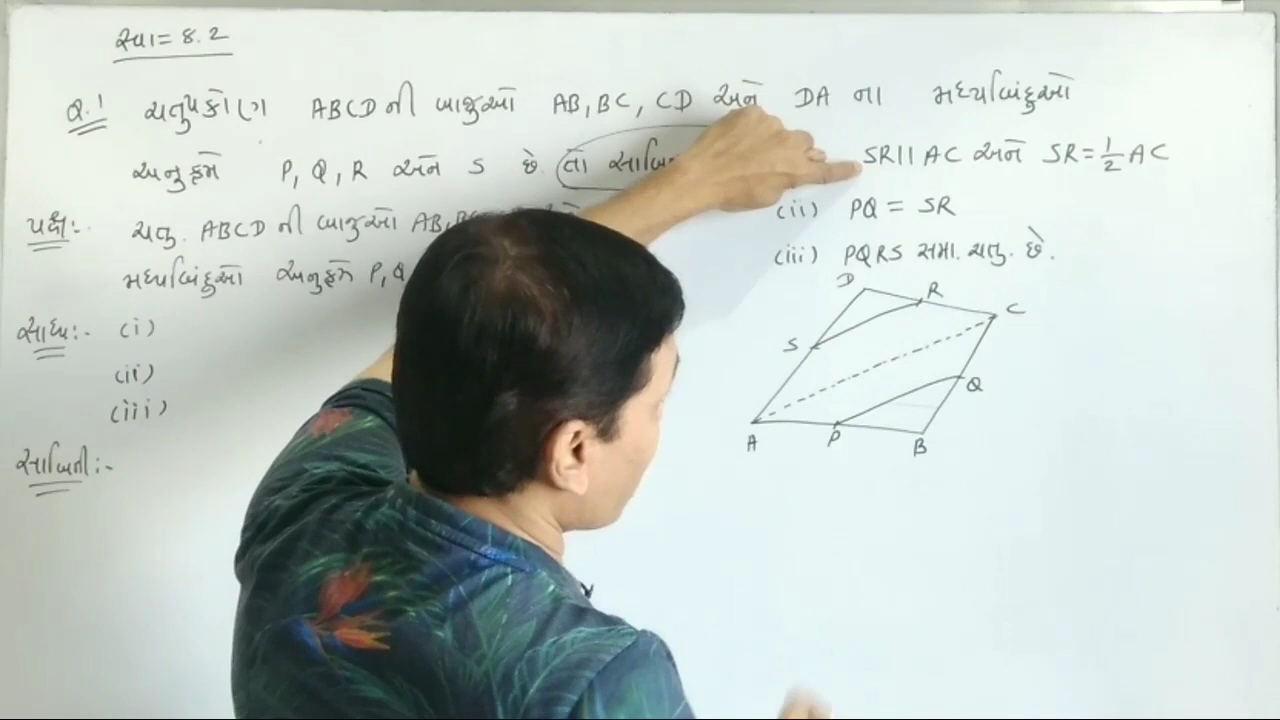 સ્વા= 8.2
Q.1 ચતુષ્કોણ ABCD ની બાજુઓ AB, BC, CD અને DA ના મધ્યબિંદુઓ
અનુક્રમે P, Q, R અને S છે. તો SR || AC અને SR = 1/2 AC
(ii) PQ = SR
(iii) PQRS સમા. ચતુ. છે.
પક્ષ:- ચતુ. ABCD ની બાજુઓ AB,
મધ્યબિંદુઓ અનુક્રમે P, Q
સાધ્ય:- (i)
(ii)
(iii)
સાબિતી:-
D R C
S Q
A P B